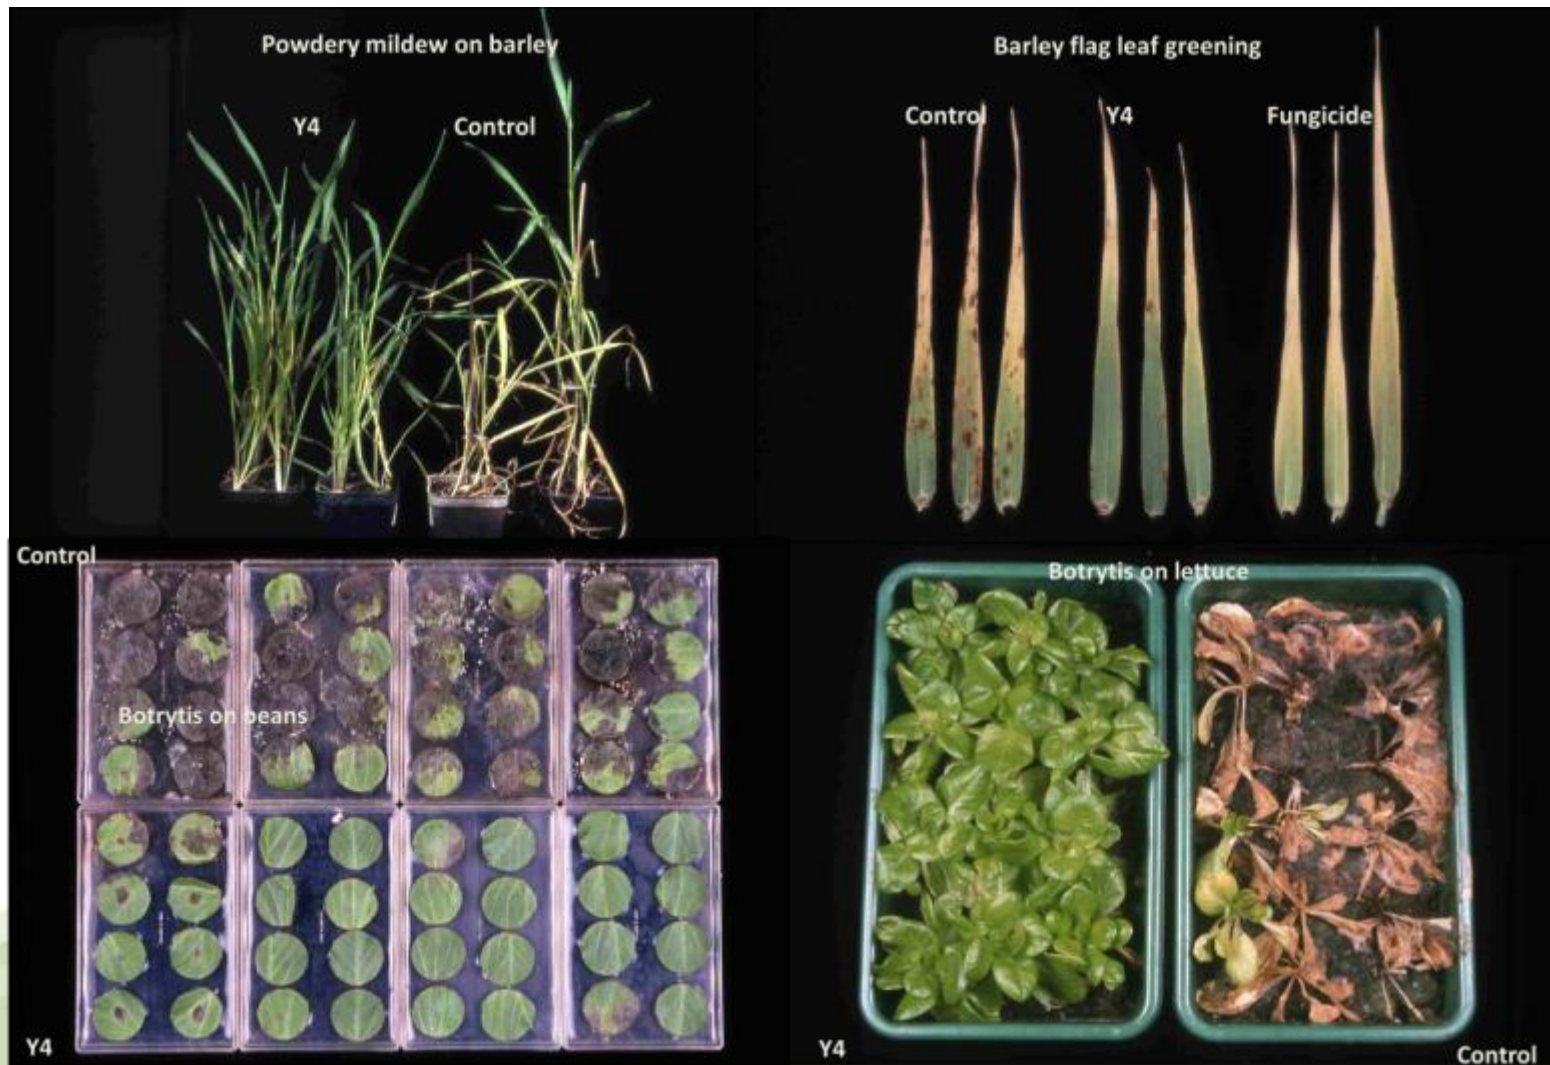 Powdery mildew on barley
Y4
Control
Barley flag leaf greening
Control
Y4
Fungicide
Control
Botrytis on beans
Y4
Botrytis on lettuce
Y4
Control